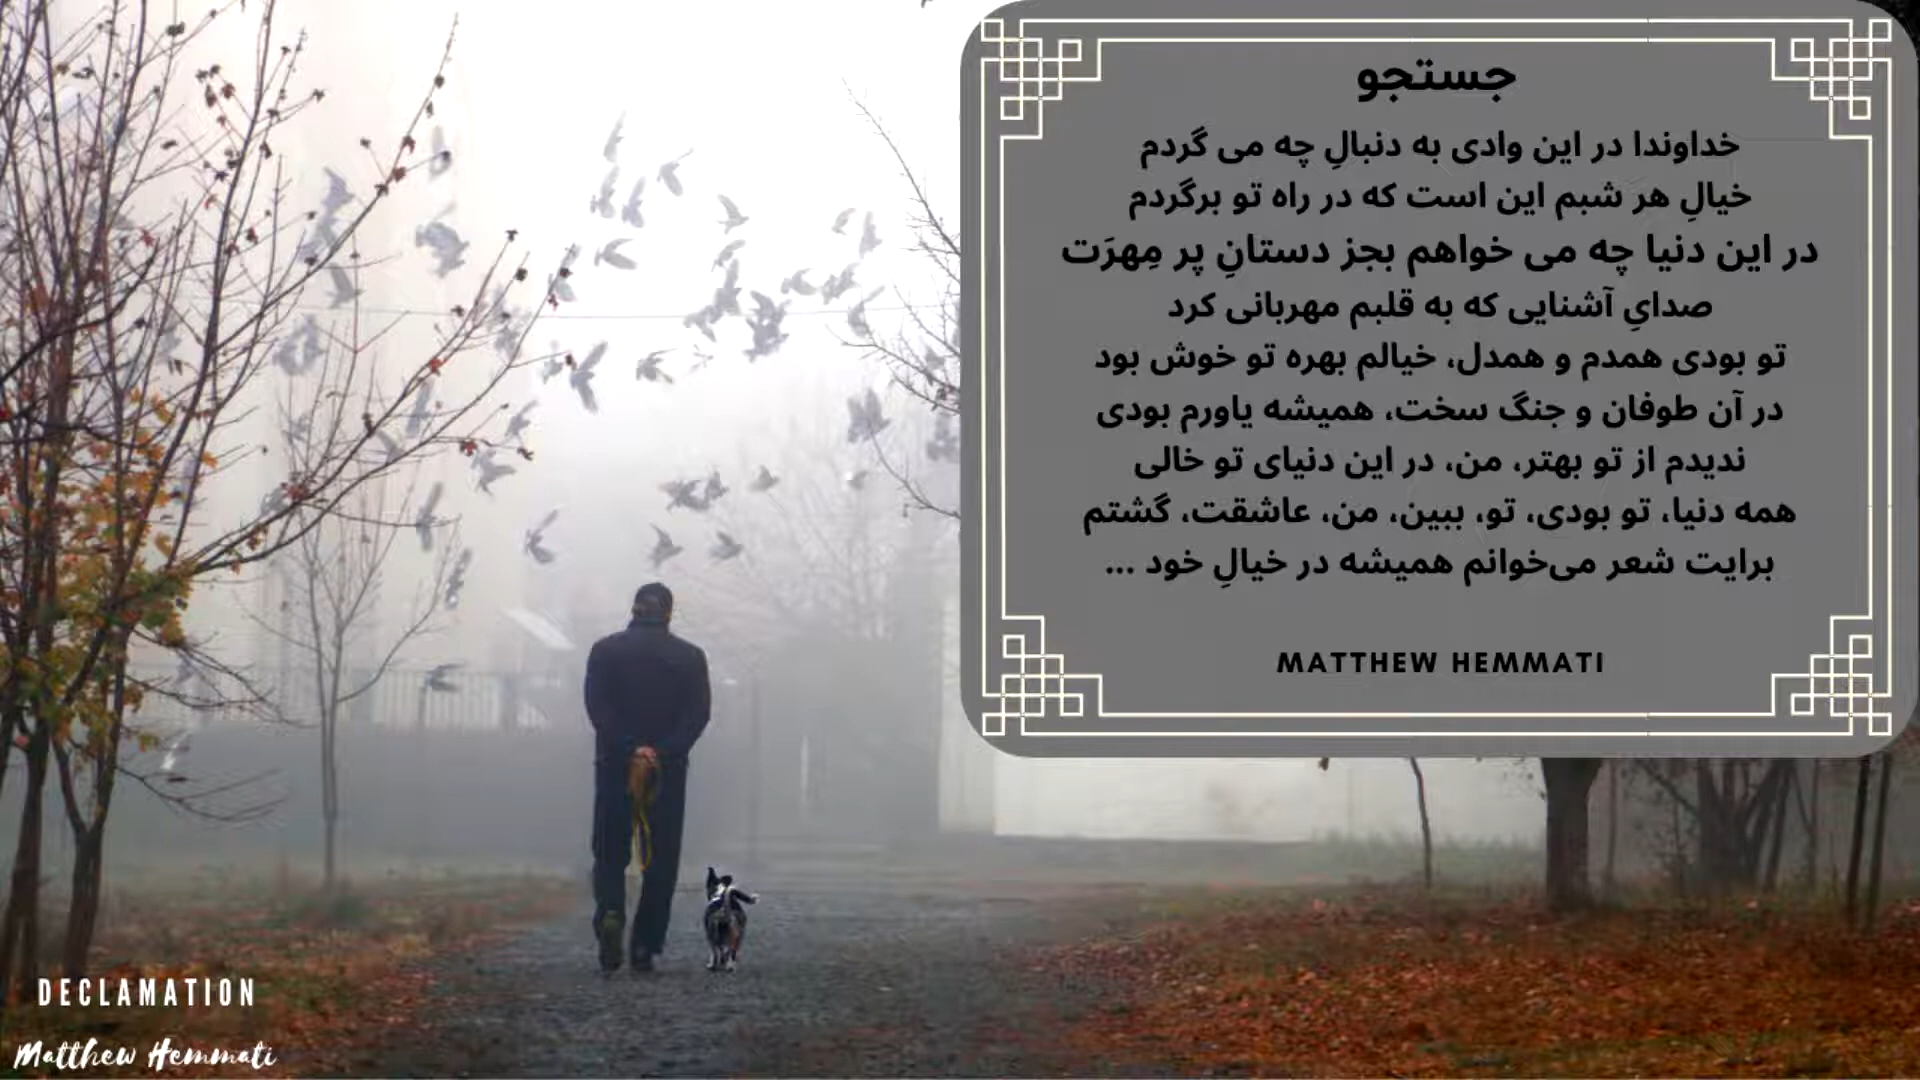 جستجو
خداوندا در این وادی به دنبالِ چه می گردم
خیالِ هر شبم این است که در راه تو برگردم
در این دنیا چه می خواهم بجز دستانِ پر مِهرَت
صدایِ آشنایی که به قلبم مهربانی کرد
تو بودی همدم و همدل، خیالم بهره تو خوش بود
در آن طوفان و جنگ سخت، همیشه یاورم بودی
ندیدم از تو بهتر، من، در این دنیای تو خالی
همه دنیا، تو بودی، تو، ببین، من، عاشقت، گشتم
برایت شعر می‌خوانم همیشه در خیالِ خود ...
MATTHEW HEMMATI
DECLAMATION
Matthew Hemmati